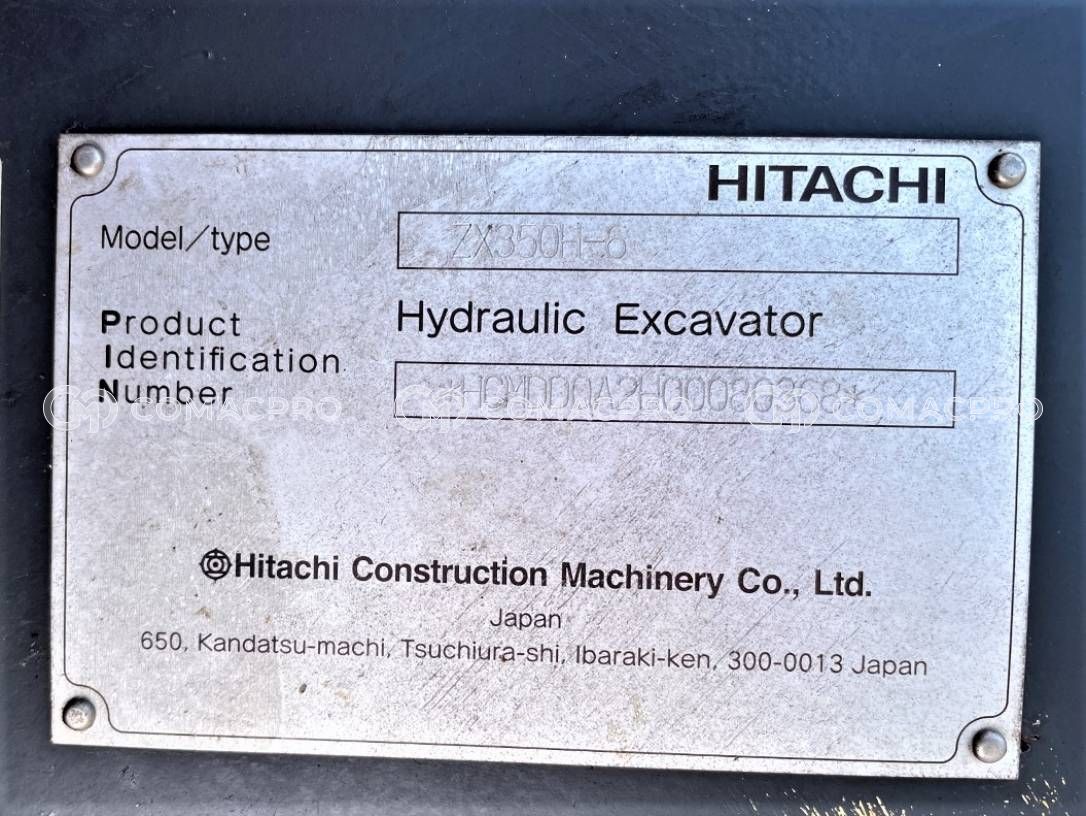 HITACHI
Model/type ZX350H-6
Hydraulic Excavator
Product
Identification
Number *HCMDD0A2H00080368*
COMACPRO COMACPRO COMACPRO
Hitachi Construction Machinery Co., Ltd.
Japan
650, Kandatsu-machi, Tsuchiura-shi, Ibaraki-ken, 300-0013 Japan